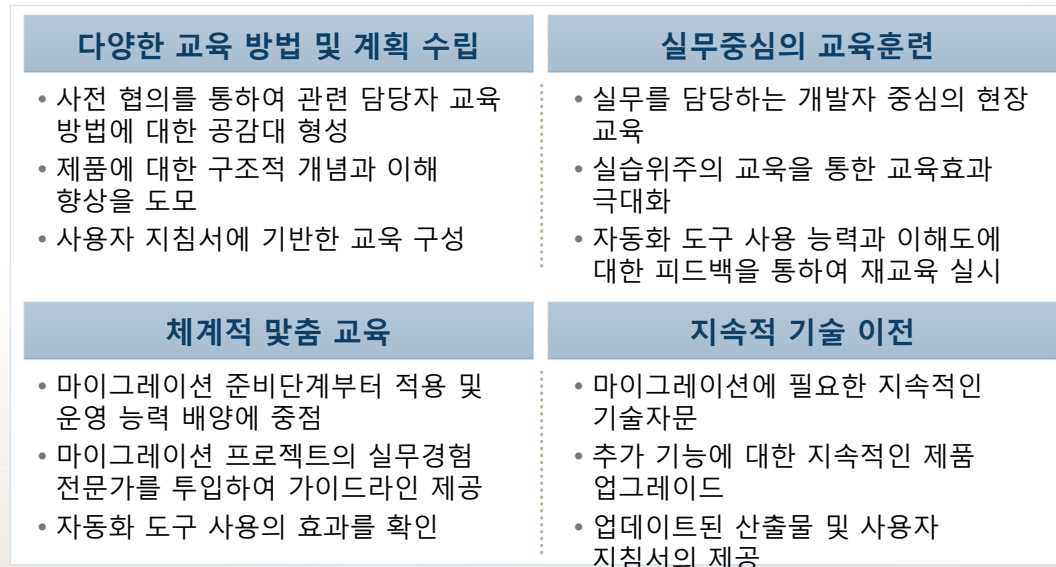 다양한 교육 방법 및 계획 수립
• 사전 협의를 통하여 관련 담당자 교육
방법에 대한 공감대 형성
• 제품에 대한 구조적 개념과 이해
향상을 도모
• 사용자 지침서에 기반한 교육 구성
실무중심의 교육훈련
• 실무를 담당하는 개발자 중심의 현장
교육
• 실습위주의 교육을 통한 교육효과
극대화
• 자동화 도구 사용 능력과 이해도에
대한 피드백을 통하여 재교육 실시
체계적 맞춤 교육
• 마이그레이션 준비단계부터 적용 및
운영 능력 배양에 중점
• 마이그레이션 프로젝트의 실무경험
전문가를 투입하여 가이드라인 제공
• 자동화 도구 사용의 효과를 확인
지속적 기술 이전
• 마이그레이션에 필요한 지속적인
기술자문
• 추가 기능에 대한 지속적인 제품
업그레이드
• 업데이트된 산출물 및 사용자
지침서의 제공